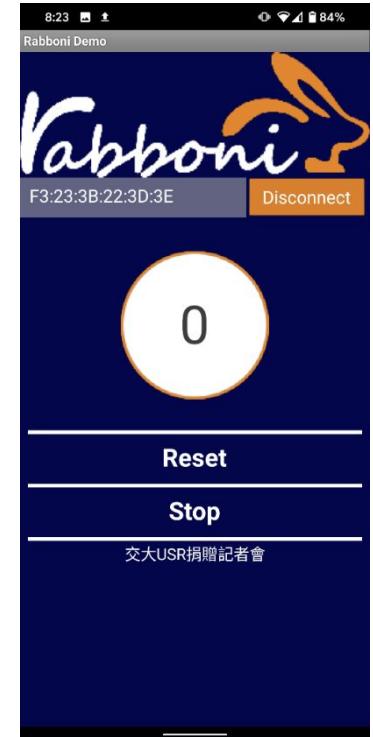 8:23 84%
Rabboni Demo
rabboni
F3:23:3B:22:3D:3E Disconnect
0
Reset
Stop
交大USR捐贈記者會